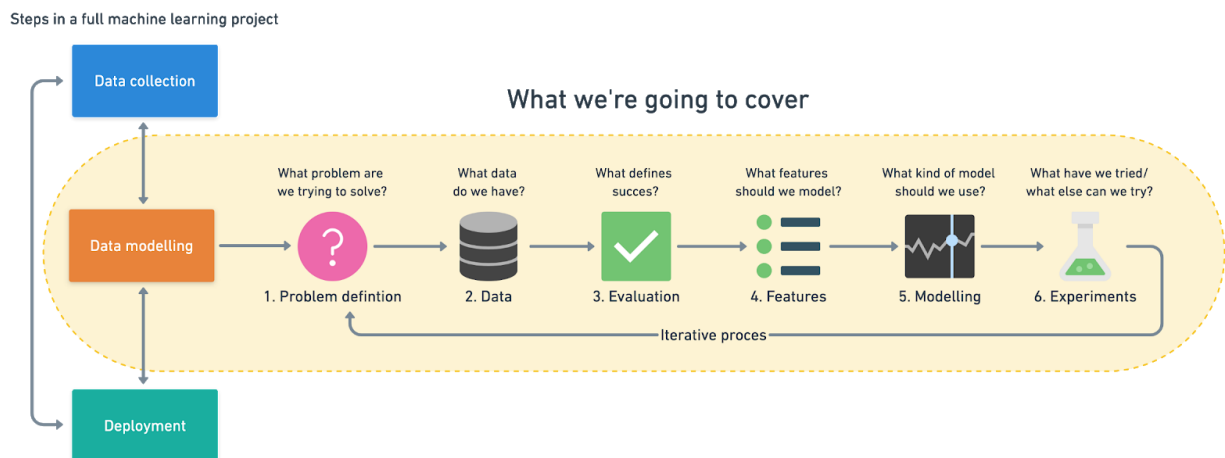 Steps in a full machine learning project
Data collection
What we're going to cover
What problem are
we trying to solve?
What data
do we have?
What defines
succes?
What features
should we model?
What kind of model
should we use?
What have we tried/
what else can we try?
Data modelling
?
1. Problem defintion
2. Data
3. Evaluation
4. Features
5. Modelling
6. Experiments
Iterative proces
Deployment